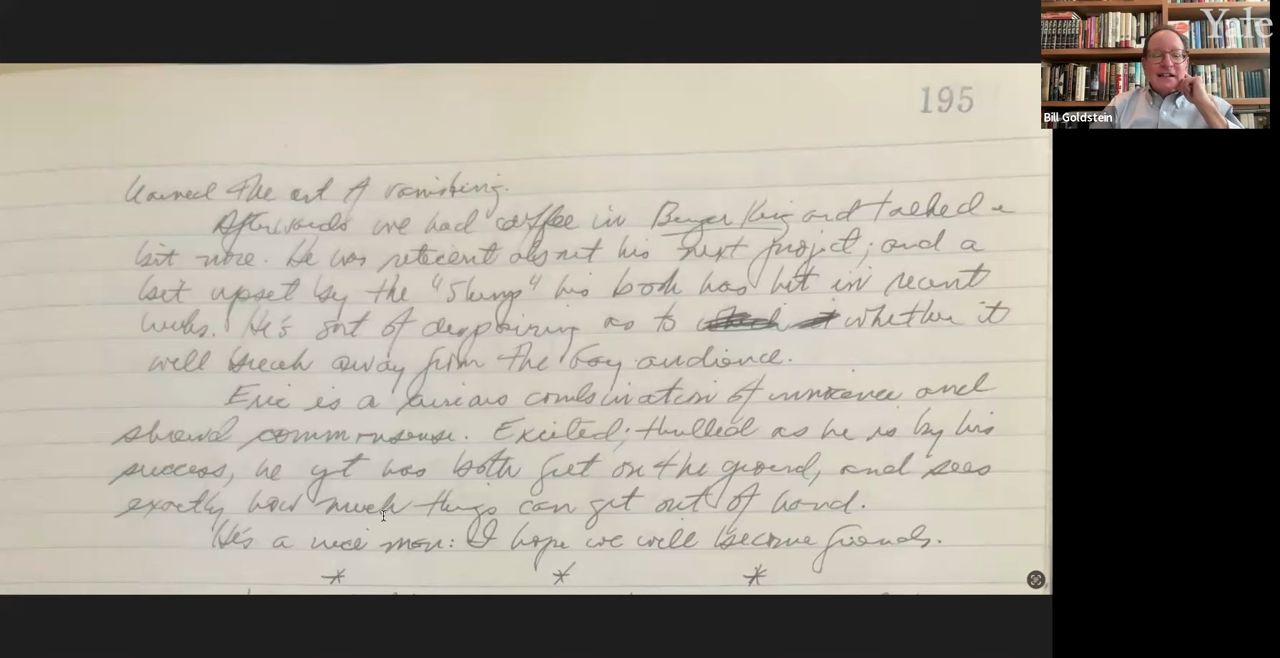 195
learned the art of vanishing.
Afterwards we had coffee in Burger King and talked a
bit more. He was reticent about his next project; and a
bit upset by the "slump" his book has hit in recent
weeks. He's sort of despairing as to whether it
will break away from the Gay audience.
Eric is a curious combination of innocence and
shrewd commonsense. Excited, thrilled as he is by his
success, he yet has both feet on the ground, and sees
exactly how much things can get out of hand.
He's a nice man: I hope we will become friends.
* * *
Yale
Bill Goldstein